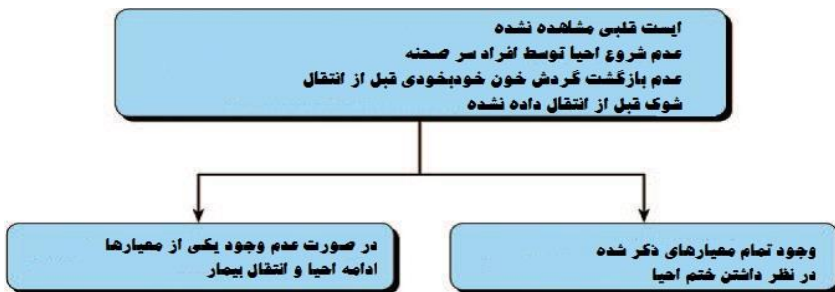 ایست قلبی مشاهده نشده
عدم شروع احیا توسط افراد سر صحنه
عدم بازگشت گردش خون خودبخودی قبل از انتقال
شوک قبل از انتقال داده نشده
وجود تمام معیارهای ذکر شده
در نظر داشتن ختم احیا
در صورت عدم وجود یکی از معیارها
ادامه احیا و انتقال بیمار